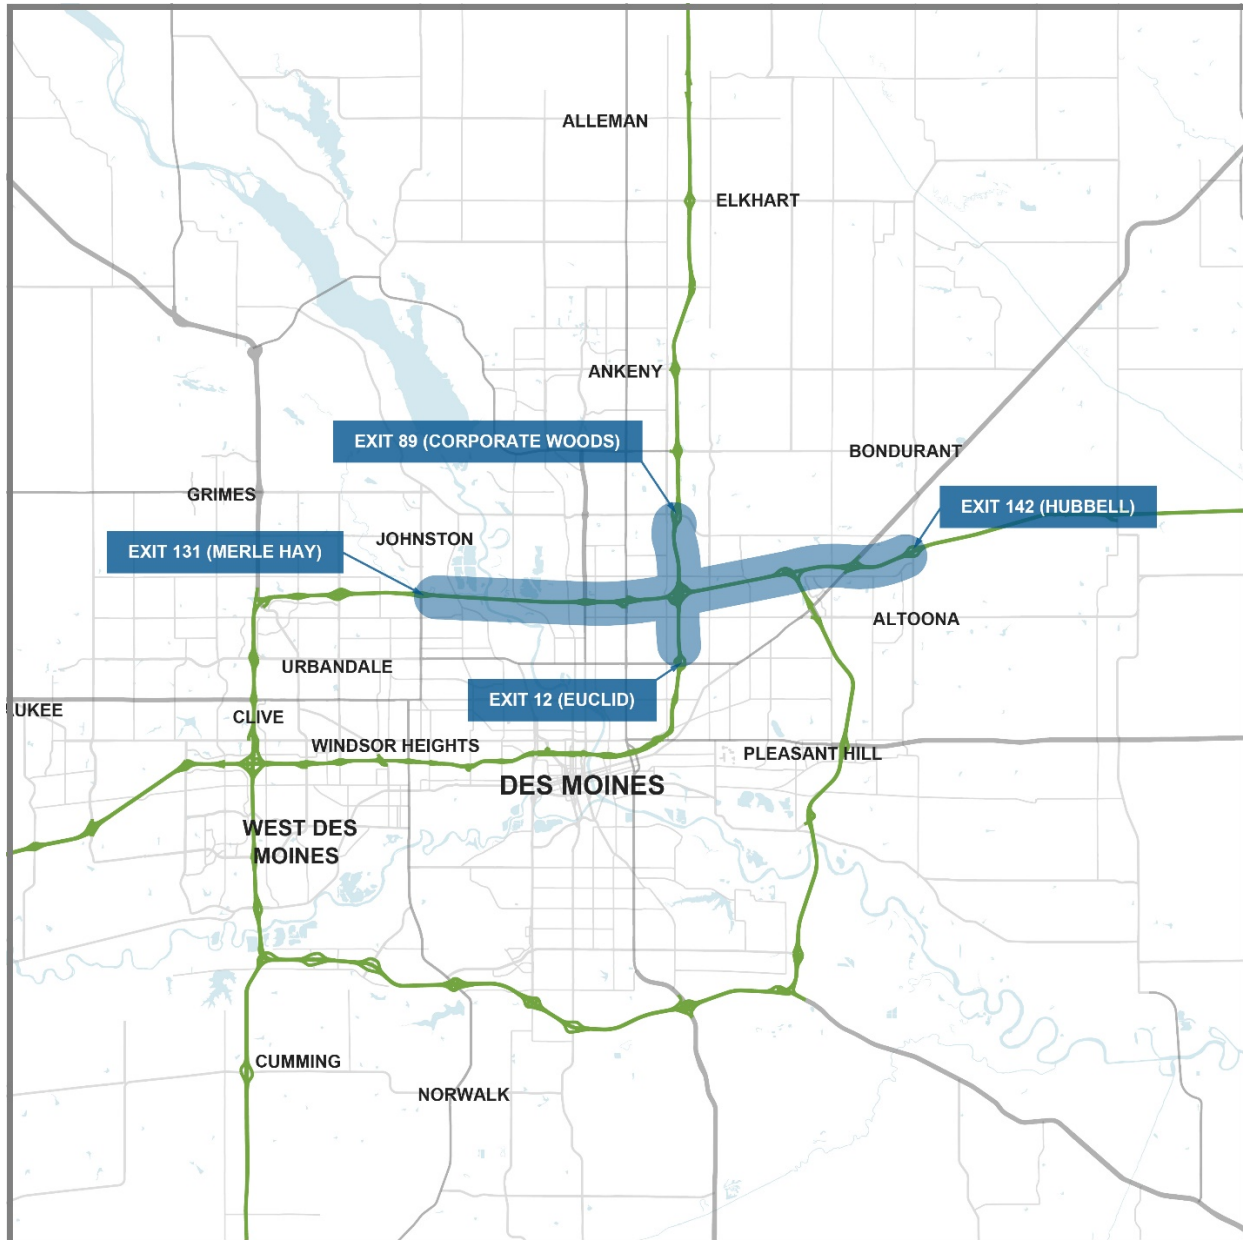 ALLEMAN
ELKHART
ANKENY
EXIT 89 (CORPORATE WOODS)
BONDURANT
GRIMES
EXIT 142 (HUBBELL)
JOHNSTON
EXIT 131 (MERLE HAY)
ALTOONA
URBANDALE
EXIT 12 (EUCLID)
UKEE
CLIVE
WINDSOR HEIGHTS
PLEASANT HILL
DES MOINES
WEST DES
MOINES
CUMMING
NORWALK